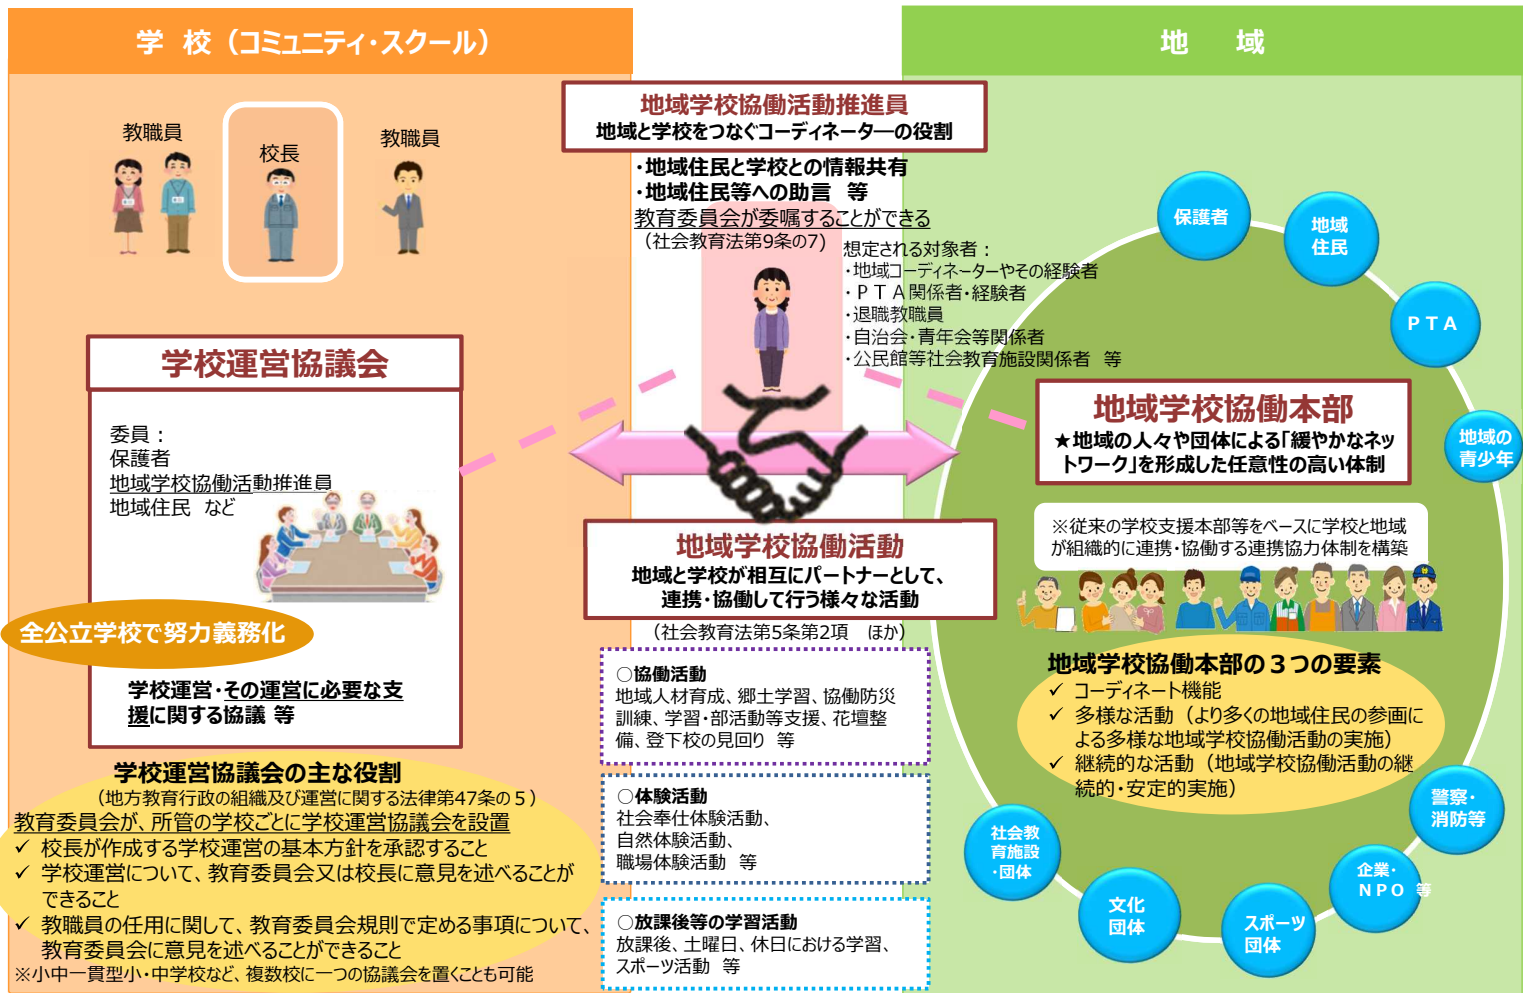 学 校（コミュニティ・スクール）
教職員
校長
教職員
学校運営協議会
委員：
保護者
地域学校協働活動推進員
地域住民 など
全公立学校で努力義務化
学校運営・その運営に必要な支
援に関する協議 等
学校運営協議会の主な役割
（地方教育行政の組織及び運営に関する法律第47条の５）
教育委員会が、所管の学校ごとに学校運営協議会を設置
✓ 校長が作成する学校運営の基本方針を承認すること
✓ 学校運営について、教育委員会又は校長に意見を述べることが
できること
✓ 教職員の任用に関して、教育委員会規則で定める事項について、
教育委員会に意見を述べることができること
※小中一貫型小・中学校など、複数校に一つの協議会を置くことも可能
地域学校協働活動推進員
地域と学校をつなぐコーディネーターの役割
・地域住民と学校との情報共有
・地域住民等への助言 等
教育委員会が委嘱することができる
（社会教育法第9条の7）
想定される対象者：
・地域コーディネーターやその経験者
・ＰＴＡ関係者・経験者
・退職教職員
・自治会・青年会等関係者
・公民館等社会教育施設関係者 等
地域学校協働活動
地域と学校が相互にパートナーとして、
連携・協働して行う様々な活動
（社会教育法第5条第2項 ほか）
○協働活動
地域人材育成、郷土学習、協働防災
訓練、学習・部活動等支援、花壇整
備、登下校の見回り 等
○体験活動
社会奉仕体験活動、
自然体験活動、
職場体験活動 等
○放課後等の学習活動
放課後、土曜日、休日における学習、
スポーツ活動 等
地 域
保護者
地域
住民
ＰＴＡ
地域の
青少年
地域学校協働本部
★地域の人々や団体による「緩やかなネッ
トワーク」を形成した任意性の高い体制
※従来の学校支援本部等をベースに学校と地域
が組織的に連携・協働する連携協力体制を構築
地域学校協働本部の３つの要素
✓ コーディネート機能
✓ 多様な活動（より多くの地域住民の参画に
よる多様な地域学校協働活動の実施）
✓ 継続的な活動（地域学校協働活動の継
続的・安定的実施）
警察・
消防等
企業・
ＮＰＯ 等
スポーツ
団体
文化
団体
社会教
育施設
・団体